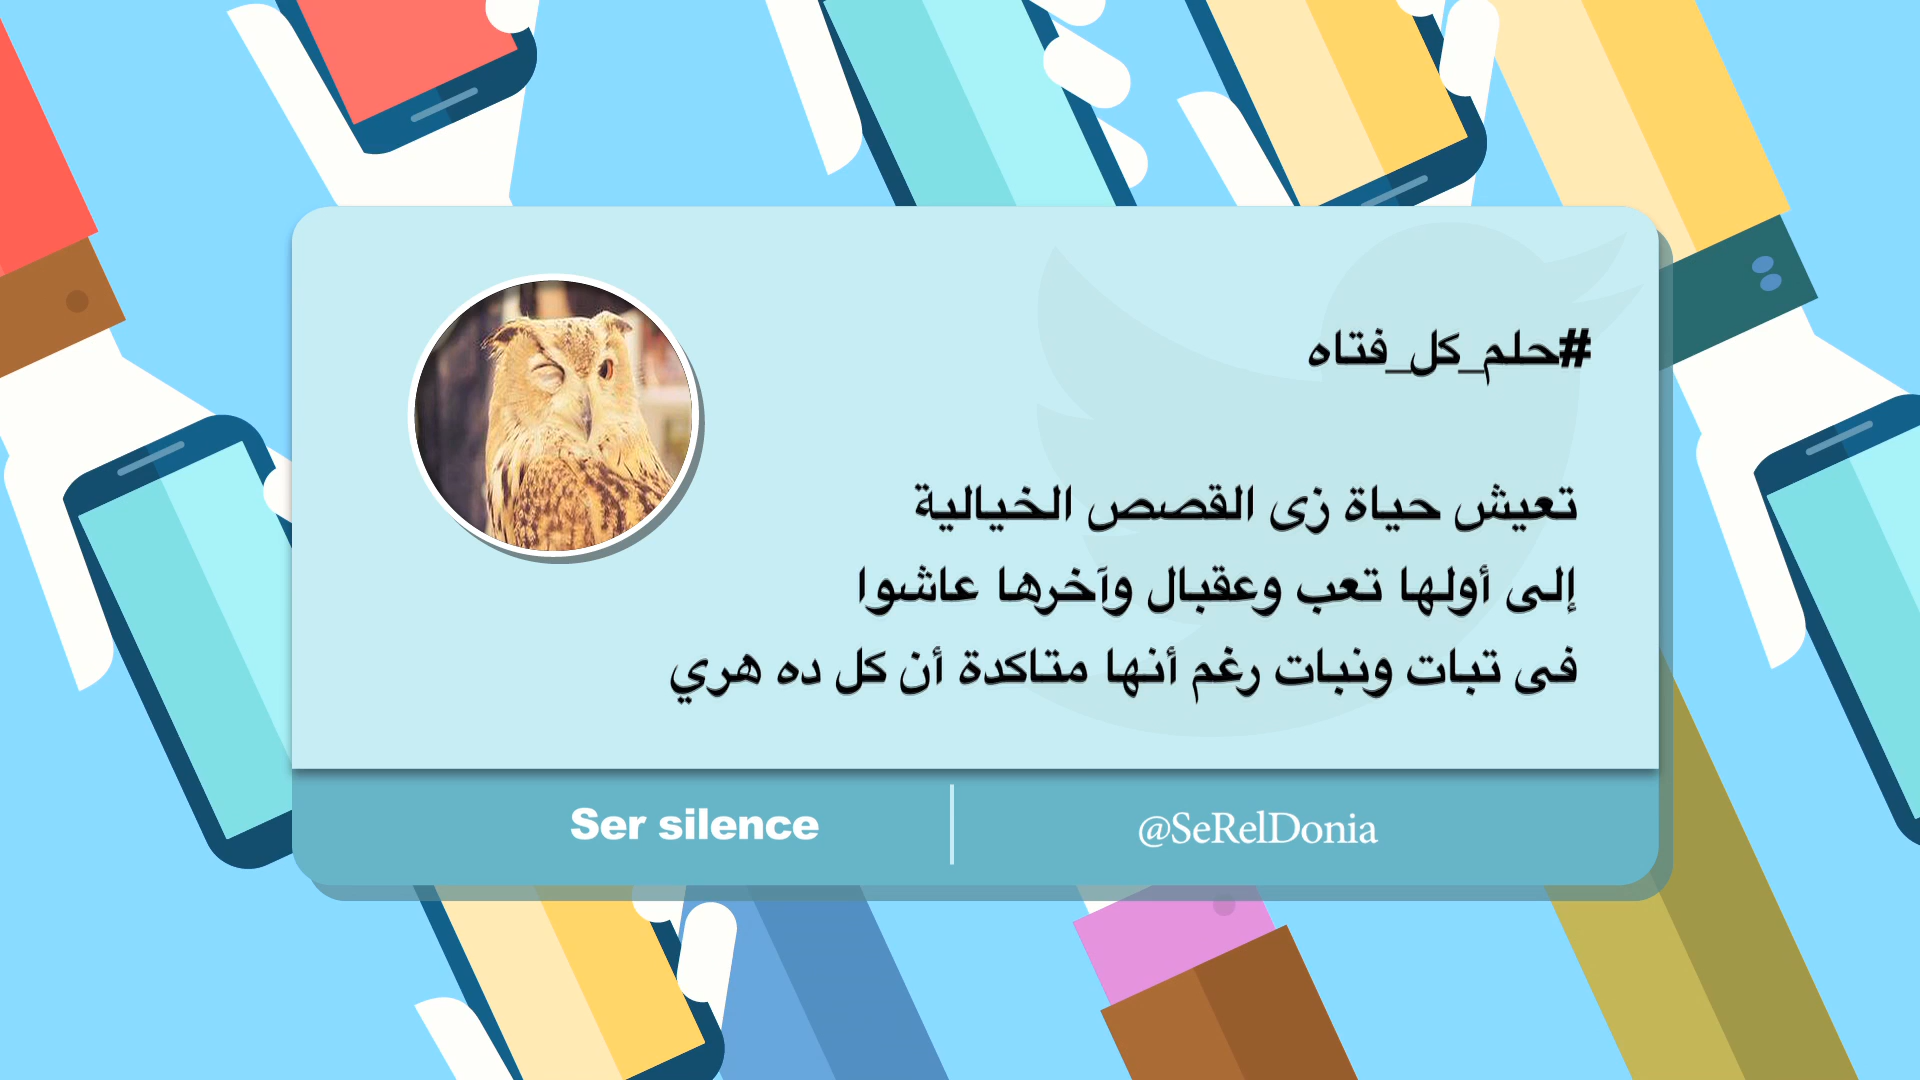 #حلم_كل_فتاه
تعيش حياة زى القصص الخيالية
إلى أولها تعب وعقبال وآخرها عاشوا
فى تبات ونبات رغم أنها متاكدة أن كل ده هري
Ser silence
@SeRelDonia